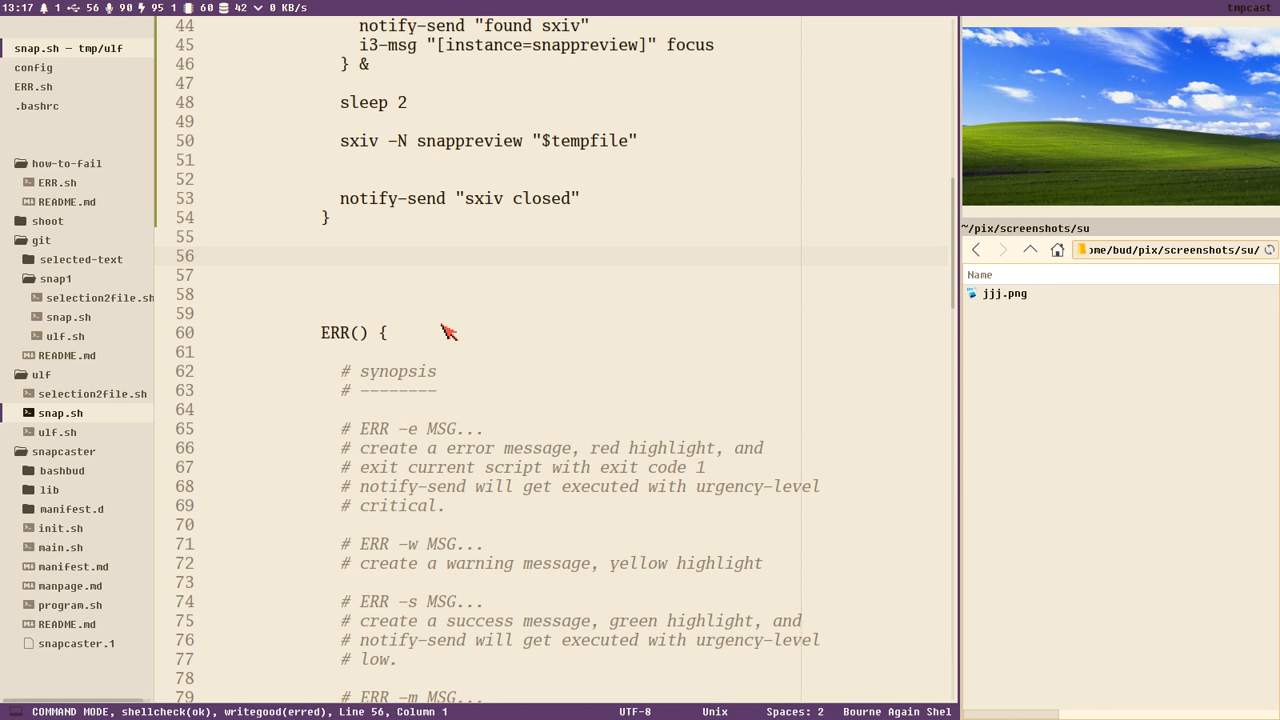 13:17 1 56 90 95 1 60 42 0 KB/s
tmpcast
snap.sh — tmp/ulf
config
ERR.sh
.bashrc
how-to-fail
ERR.sh
README.md
shoot
git
selected-text
snap1
selection2file.sh
snap.sh
ulf.sh
README.md
ulf
selection2file.sh
snap.sh
ulf.sh
snapcaster
bashbud
lib
manifest.d
init.sh
main.sh
manifest.md
manpage.md
program.sh
README.md
snapcaster.1
44 notify-send "found sxiv"
45 i3-msg "[instance=snappreview]" focus
46 } &
47
48 sleep 2
49
50 sxiv -N snappreview "$tempfile"
51
52
53 notify-send "sxiv closed"
54 }
55
56
57
58
59
60 ERR() {
61
62 # synopsis
63 # --------
64
65 # ERR -e MSG...
66 # create a error message, red highlight, and
67 # exit current script with exit code 1
68 # notify-send will get executed with urgency-level
69 # critical.
70
71 # ERR -w MSG...
72 # create a warning message, yellow highlight
73
74 # ERR -s MSG...
75 # create a success message, green highlight, and
76 # notify-send will get executed with urgency-level
77 # low.
78
79 # ERR -m MSG...
~/pix/screenshots/su
ome/bud/pix/screenshots/su/
Name
jjj.png
COMMAND MODE, shellcheck(ok), writegood(erred), Line 56, Column 1
UTF-8
Unix
Spaces: 2
Bourne Again Shel